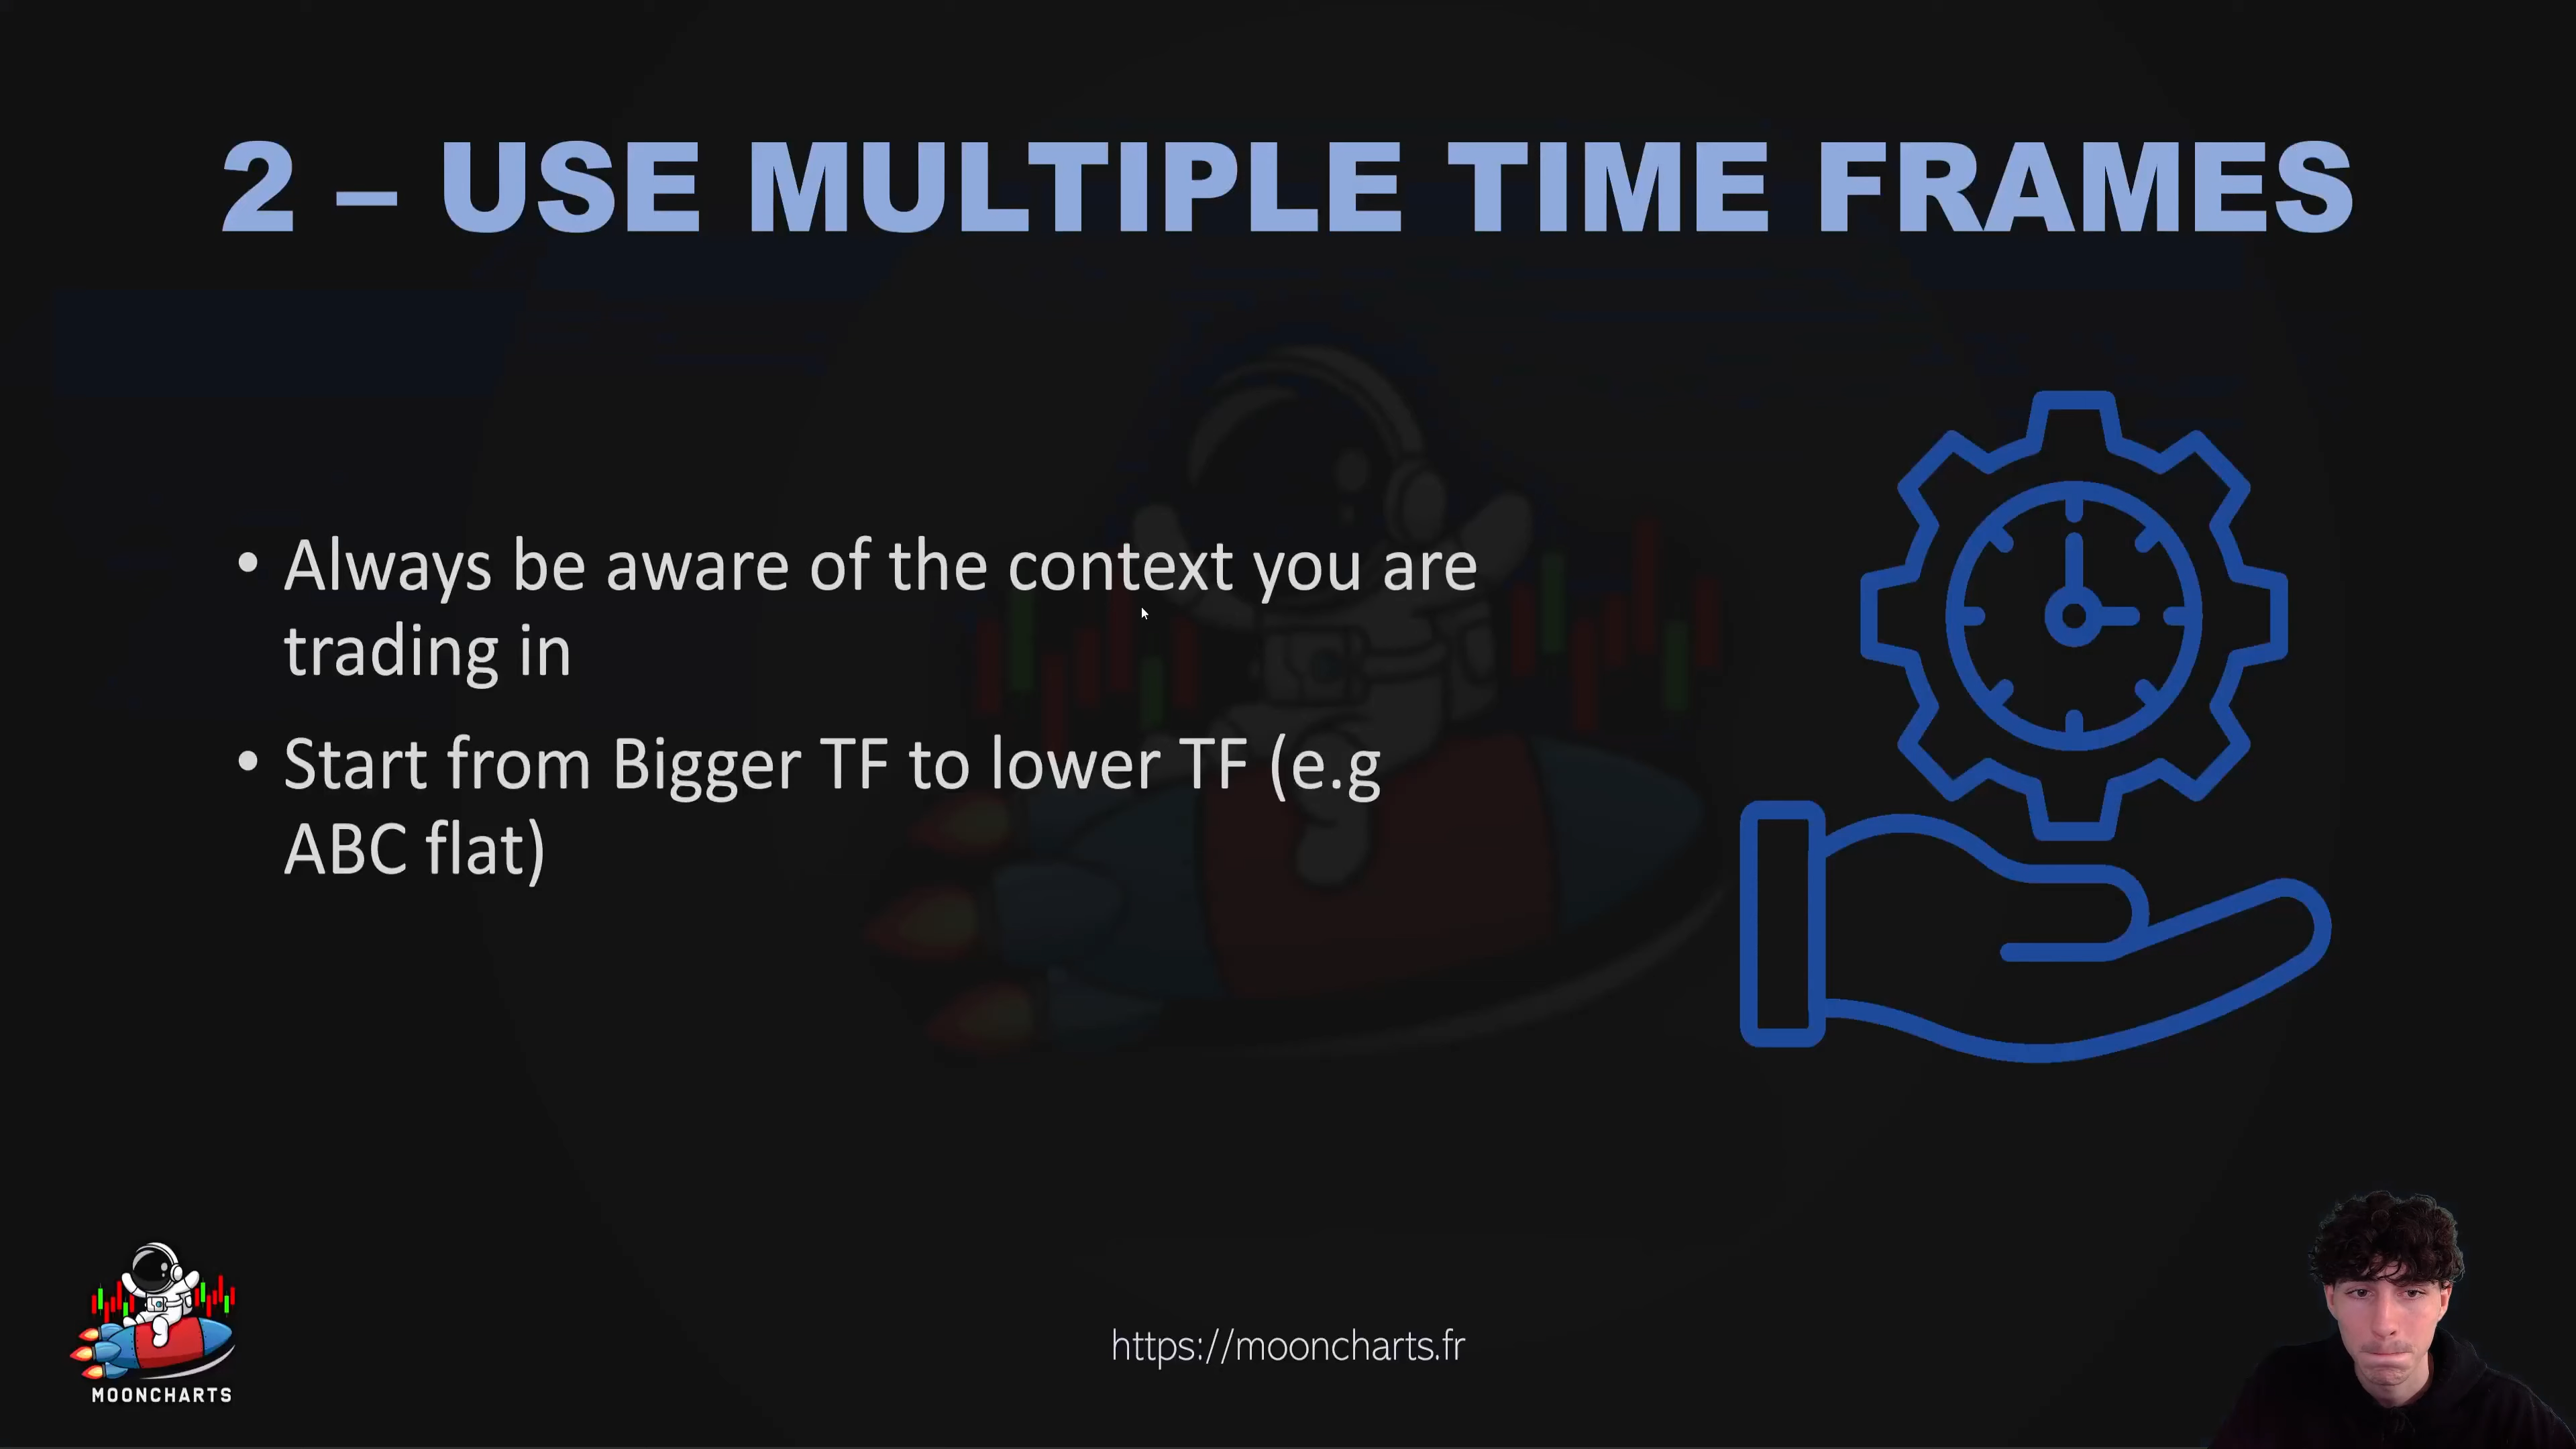 2 – USE MULTIPLE TIME FRAMES
• Always be aware of the context you are
trading in
• Start from Bigger TF to lower TF (e.g
ABC flat)
MOONCHARTS
https://mooncharts.fr